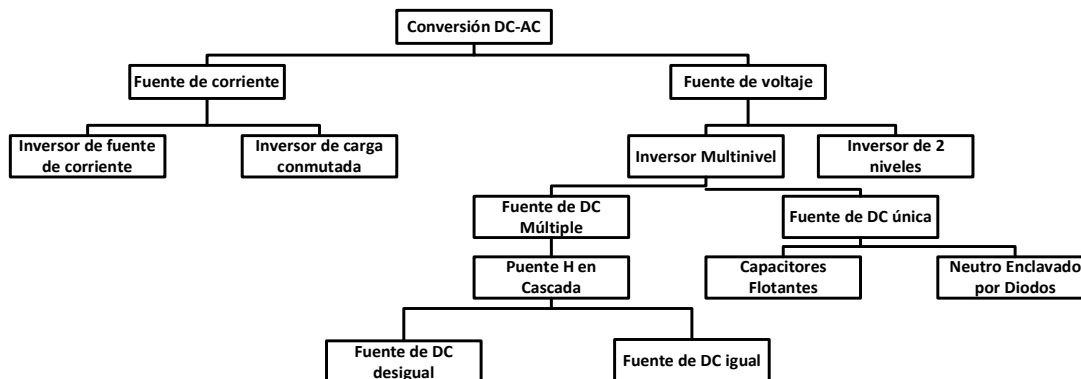 Conversión DC-AC
Fuente de corriente
Fuente de voltaje
Inversor de fuente
de corriente
Inversor de carga
conmutada
Inversor Multinivel
Inversor de 2
niveles
Fuente de DC
Múltiple
Fuente de DC única
Puente H en
Cascada
Capacitores
Flotantes
Neutro Enclavado
por Diodos
Fuente de DC
desigual
Fuente de DC igual